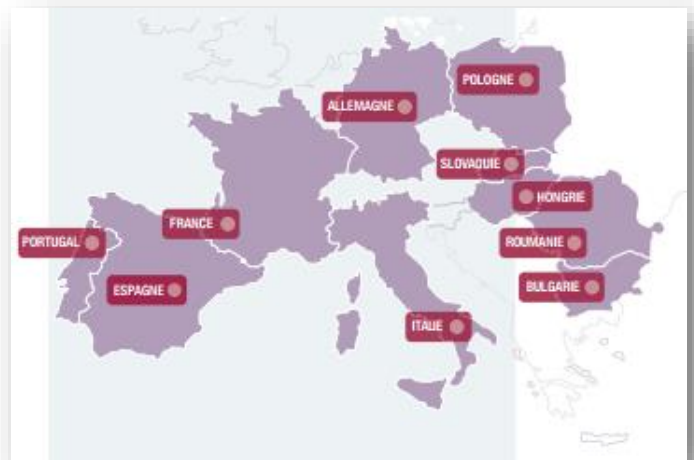 POLOGNE
ALLEMAGNE
SLOVAQUIE
HONGRIE
FRANCE
PORTUGAL
ROUMANIE
ESPAGNE
BULGARIE
ITALIE